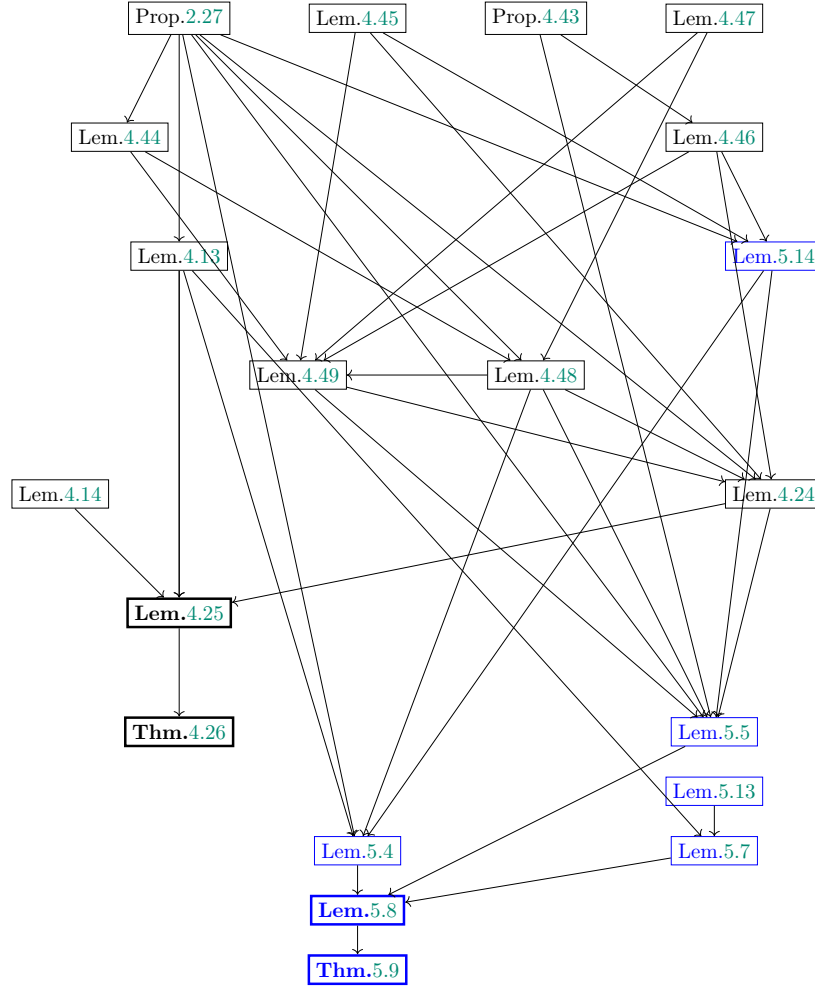 Prop.2.27 Lem.4.45 Prop.4.43 Lem.4.47
Lem.4.44 Lem.4.46
Lem.4.13 Lem.5.14
Lem.4.49 Lem.4.48
Lem.4.14 Lem.4.24
Lem.4.25
Thm.4.26 Lem.5.5
Lem.5.13
Lem.5.4 Lem.5.7
Lem.5.8
Thm.5.9